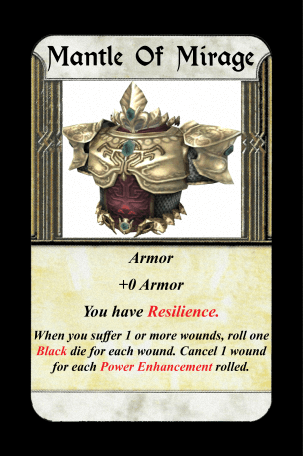 Mantle Of Mirage
Armor
+0 Armor
You have Resilience.
When you suffer 1 or more wounds, roll one
Black die for each wound. Cancel 1 wound
for each Power Enhancement rolled.